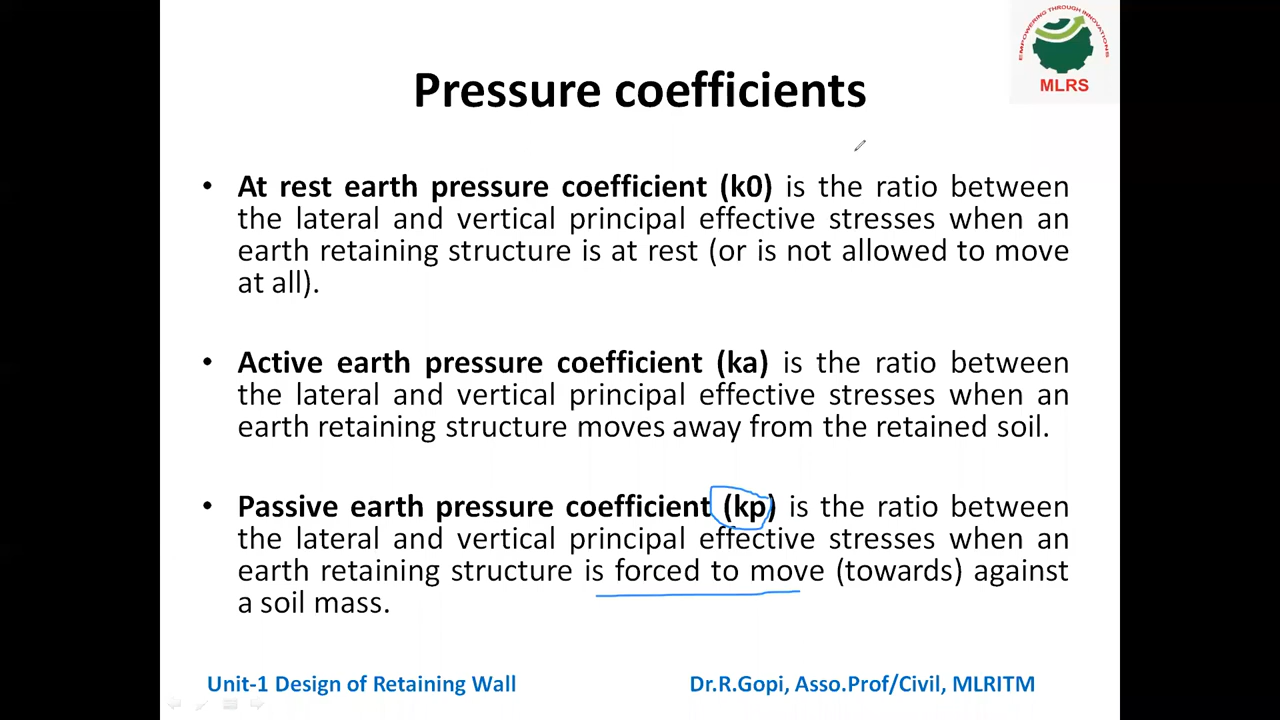 EMPOWERING THROUGH INNOVATIONS
MLRS
Pressure coefficients
• At rest earth pressure coefficient (k0) is the ratio between
the lateral and vertical principal effective stresses when an
earth retaining structure is at rest (or is not allowed to move
at all).
• Active earth pressure coefficient (ka) is the ratio between
the lateral and vertical principal effective stresses when an
earth retaining structure moves away from the retained soil.
• Passive earth pressure coefficient (kp) is the ratio between
the lateral and vertical principal effective stresses when an
earth retaining structure is forced to move (towards) against
a soil mass.
Unit-1 Design of Retaining Wall
Dr.R.Gopi, Asso.Prof/Civil, MLRITM